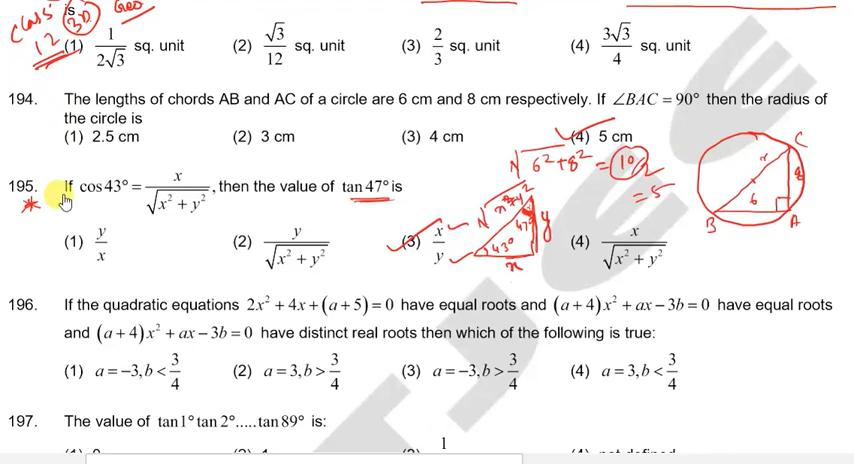 is
class 12 3D Geo
(1) 1/(2√3) sq. unit (2) √3/12 sq. unit (3) 2/3 sq. unit (4) 3√3/4 sq. unit
194. The lengths of chords AB and AC of a circle are 6 cm and 8 cm respectively. If ∠BAC = 90° then the radius of
the circle is
(1) 2.5 cm (2) 3 cm (3) 4 cm (4) 5 cm
√(6²+8²) = 10/2
= 5
C
8
6
B A
195. If cos 43° = x/√(x² + y²), then the value of tan 47° is
(1) y/x (2) y/√(x² + y²) (3) x/y (4) x/√(x² + y²)
√(x²+y²)
47°
y
43°
x
196. If the quadratic equations 2x² + 4x + (a + 5) = 0 have equal roots and (a + 4)x² + ax − 3b = 0 have equal roots
and (a + 4)x² + ax − 3b = 0 have distinct real roots then which of the following is true:
(1) a = −3, b < 3/4 (2) a = 3, b > 3/4 (3) a = −3, b > 3/4 (4) a = 3, b < 3/4
197. The value of tan 1° tan 2°.....tan 89° is:
1